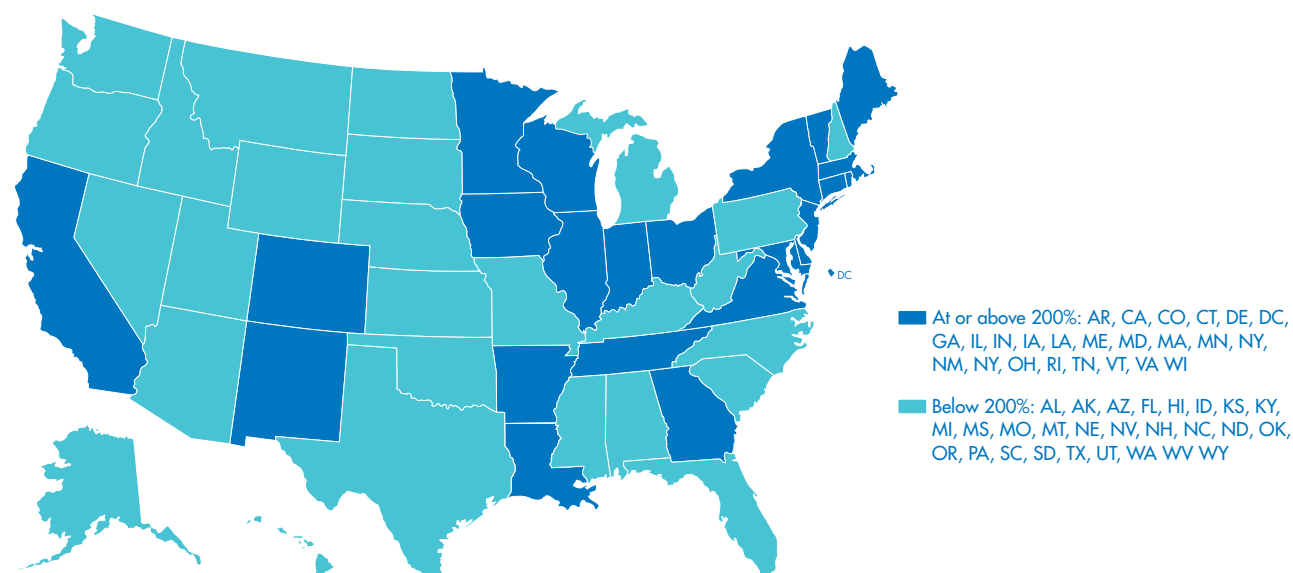 DC
At or above 200%: AR, CA, CO, CT, DE, DC,
GA, IL, IN, IA, LA, ME, MD, MA, MN, NY,
NM, NY, OH, RI, TN, VT, VA WI
Below 200%: AL, AK, AZ, FL, HI, ID, KS, KY,
MI, MS, MO, MT, NE, NV, NH, NC, ND, OK,
OR, PA, SC, SD, TX, UT, WA WV WY